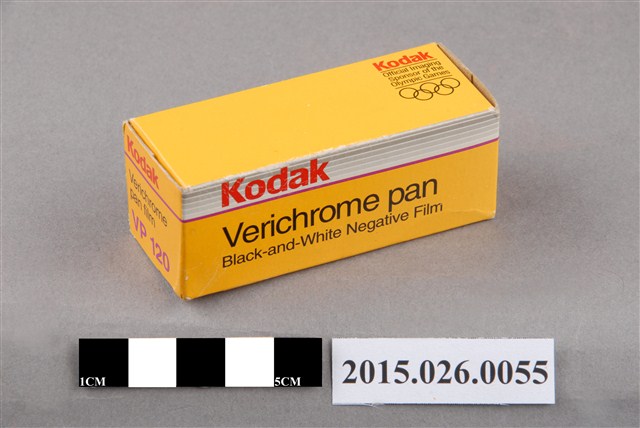 Kodak
Official Imaging
Sponsor of the
Olympic Games
Kodak
Verichrome
pan film
VP 120
Kodak
Verichrome pan
Black-and-White Negative Film
1CM
5CM
2015.026.0055